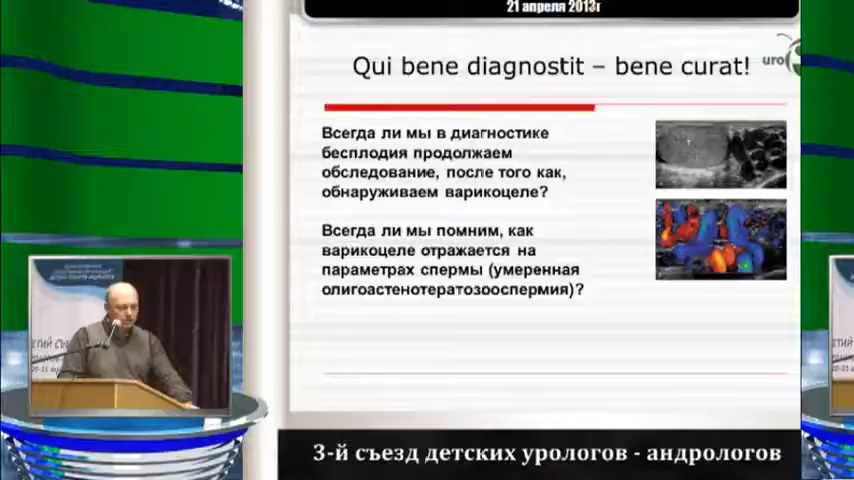 21 апреля 2013г
Qui bene diagnostit – bene curat!
uro
Всегда ли мы в диагностике
бесплодия продолжаем
обследование, после того как,
обнаруживаем варикоцеле?
Всегда ли мы помним, как
варикоцеле отражается на
параметрах спермы (умеренная
олигоастенотератозооспермия)?
3-й съезд детских урологов - андрологов